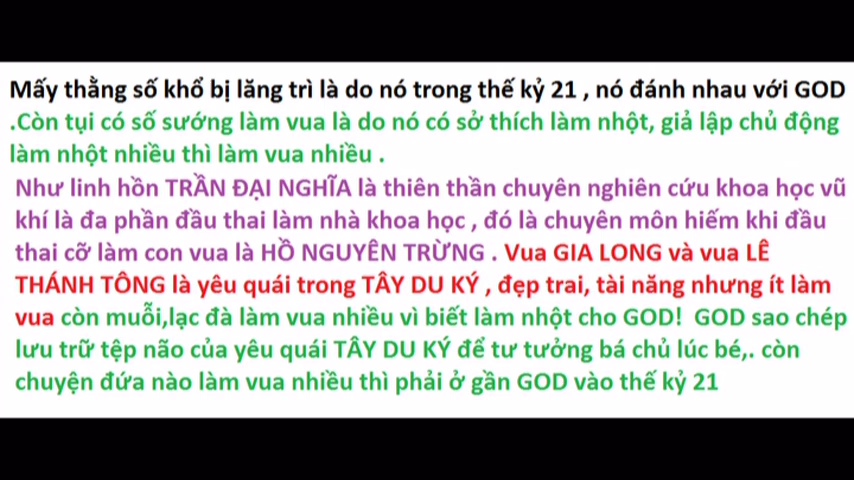 Mấy thằng số khổ bị lăng trì là do nó trong thế kỷ 21 , nó đánh nhau với GOD
.Còn tụi có số sướng làm vua là do nó có sở thích làm nhột, giả lập chủ động
làm nhột nhiều thì làm vua nhiều .
Như linh hồn TRẦN ĐẠI NGHĨA là thiên thần chuyên nghiên cứu khoa học vũ
khí là đa phần đầu thai làm nhà khoa học , đó là chuyên môn hiếm khi đầu
thai cỡ làm con vua là HỒ NGUYÊN TRỪNG . Vua GIA LONG và vua LÊ
THÁNH TÔNG là yêu quái trong TÂY DU KÝ , đẹp trai, tài năng nhưng ít làm
vua còn muỗi,lạc đà làm vua nhiều vì biết làm nhột cho GOD!  GOD sao chép
lưu trữ tệp não của yêu quái TÂY DU KÝ để tư tưởng bá chủ lúc bé,. còn
chuyện đứa nào làm vua nhiều thì phải ở gần GOD vào thế kỷ 21